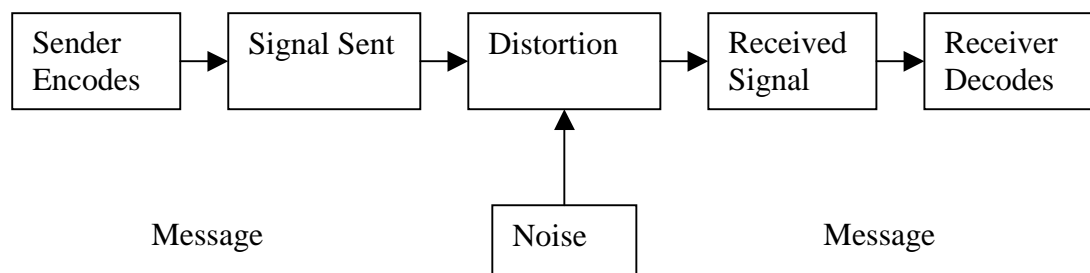 Sender
Encodes
Signal Sent
Distortion
Received
Signal
Receiver
Decodes
Message
Noise
Message